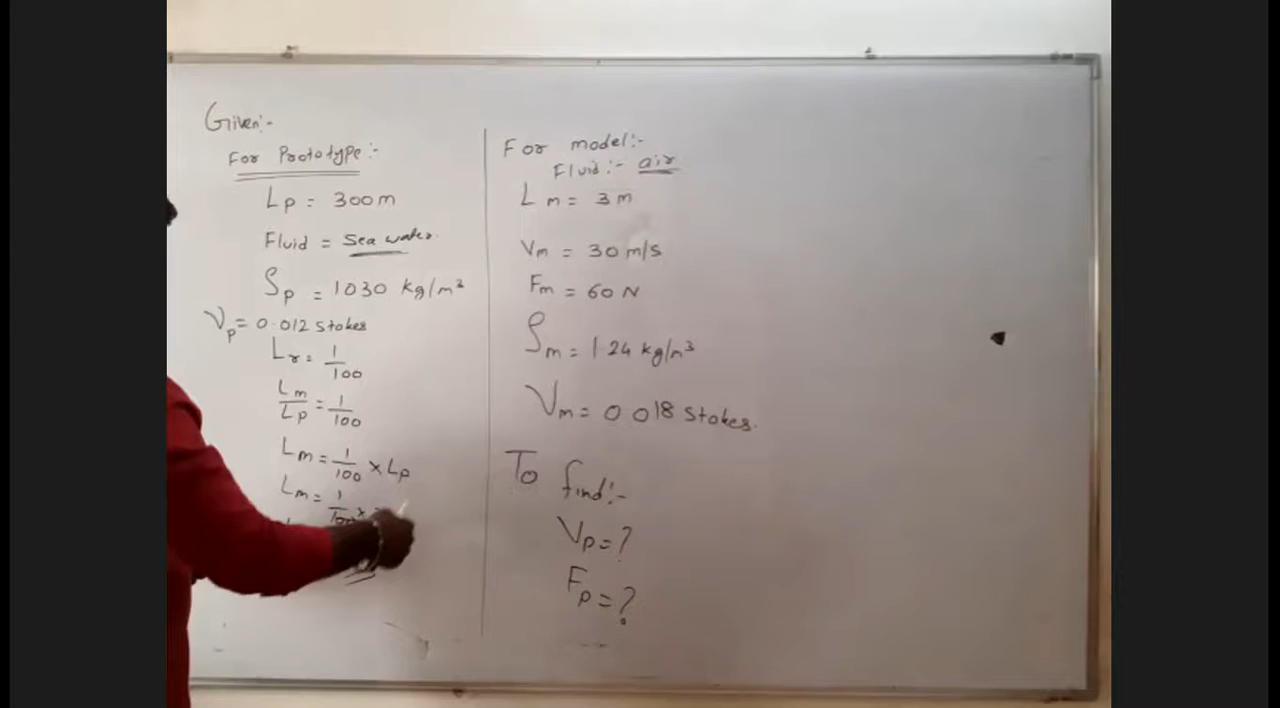 Given:-
For Prototype:-
Lp = 300m
Fluid = Sea water.
ρp = 1030 kg/m³
νp = 0.012 stokes
Lr = 1/100
Lm/Lp = 1/100
Lm = 1/100 × Lp
Lm = 1/100 ×
For model:-
Fluid:- air
Lm = 3m
Vm = 30 m/s
Fm = 60 N
ρm = 1.24 kg/m³
νm = 0.018 stokes.
To find:-
Vp = ?
Fp = ?